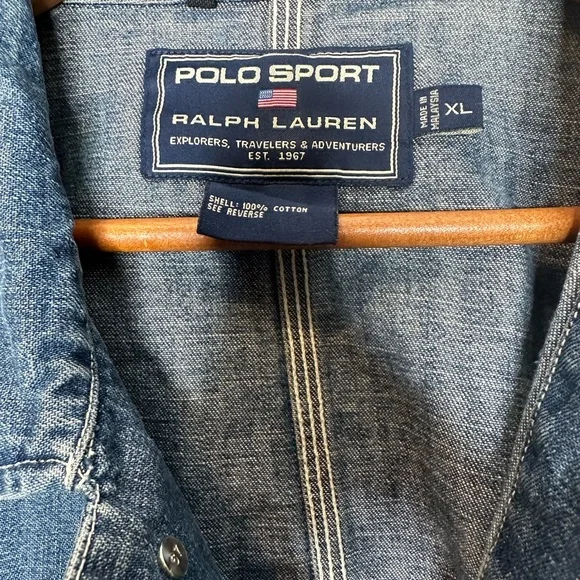 POLO SPORT
RALPH LAUREN
EXPLORERS, TRAVELERS & ADVENTURERS
EST. 1967
MADE IN
MALAYSIA
XL
SHELL: 100% COTTON
SEE REVERSE